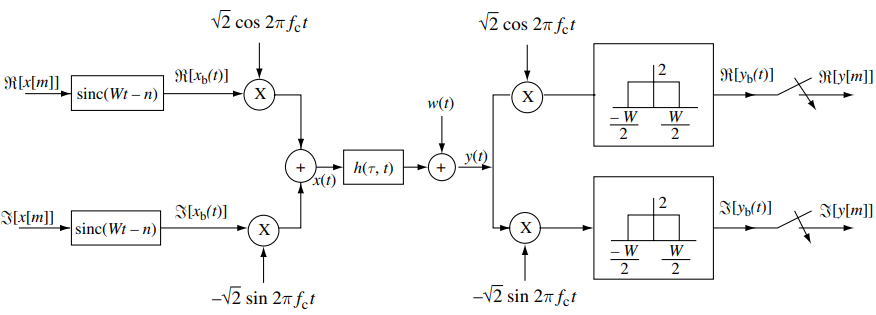 √2 cos 2π f_c t
√2 cos 2π f_c t
ℜ[x[m]]
sinc(Wt – n)
ℜ[x_b(t)]
X
w(t)
X
2
– W
2
W
2
ℜ[y_b(t)]
ℜ[y[m]]
+
x(t)
h(τ, t)
+
y(t)
ℑ[x[m]]
sinc(Wt – n)
ℑ[x_b(t)]
X
X
2
– W
2
W
2
ℑ[y_b(t)]
ℑ[y[m]]
–√2 sin 2π f_c t
–√2 sin 2π f_c t